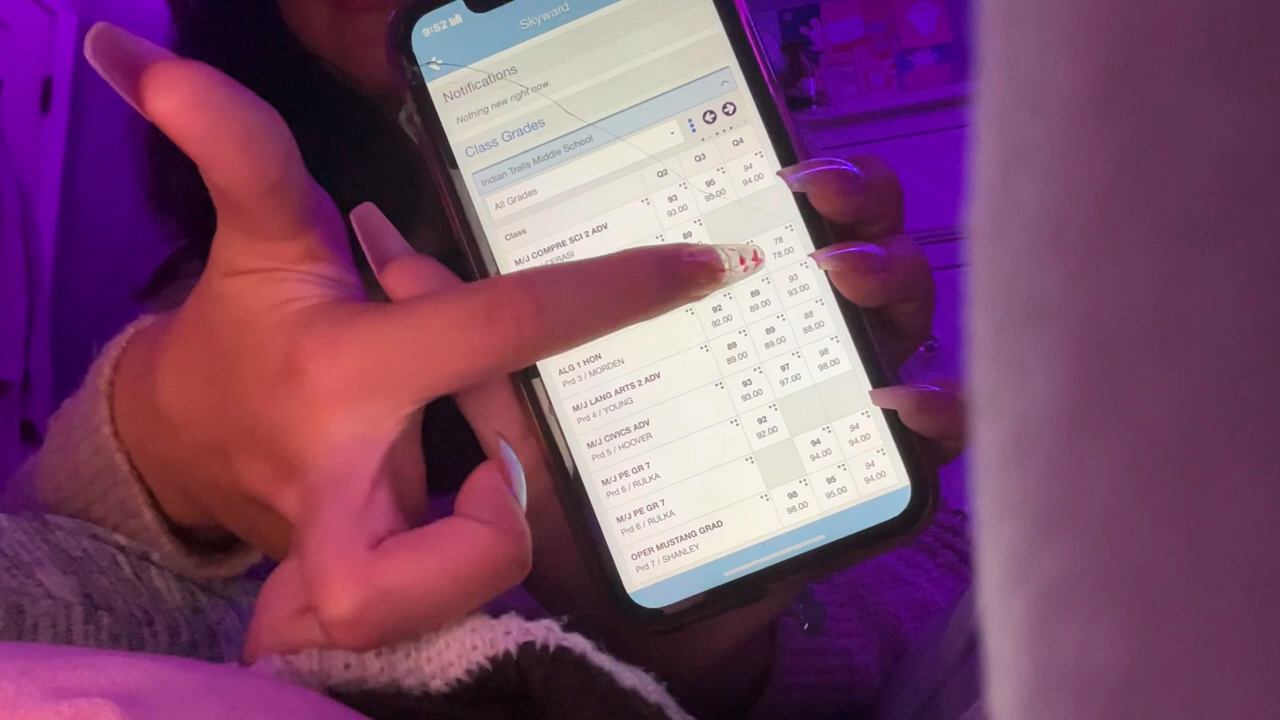 9:52
Skyward
Notifications
Nothing new right now.
Class Grades
Indian Trails Middle School
All Grades
Class Q2 Q3 Q4
M/J COMPRE SCI 2 ADV 93 95 94
93.00 95.00 94.00
CERASI 89
78
78.00
92 89 93
92.00 89.00 93.00
ALG 1 HON 89 89 88
Prd 3 / MORDEN 89.00 89.00 88.00
M/J LANG ARTS 2 ADV 93 97 98
Prd 4 / YOUNG 93.00 97.00 98.00
M/J CIVICS ADV 92
Prd 5 / HOOVER 92.00
M/J PE GR 7 94 94
Prd 6 / RULKA 94.00 94.00
M/J PE GR 7 98 95 94
Prd 6 / RULKA 98.00 95.00 94.00
OPER MUSTANG GRAD
Prd 7 / SHANLEY